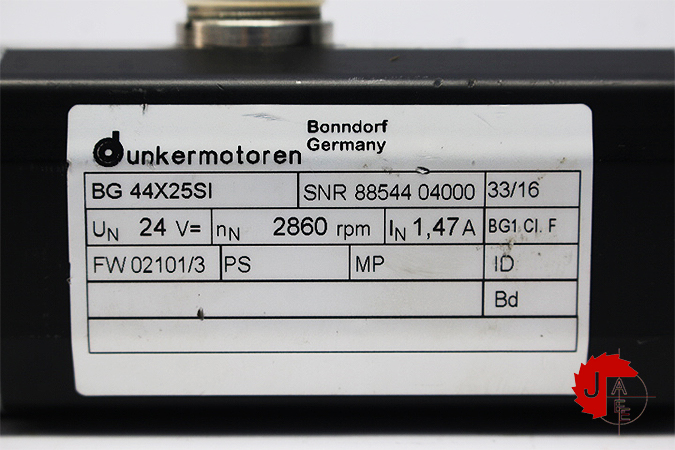 Bonndorf
dunkermotoren Germany
BG 44X25SI SNR 88544 04000 33/16
UN 24 V= nN 2860 rpm IN 1,47 A BG1 Cl. F
FW 02101/3 PS MP ID
Bd
J